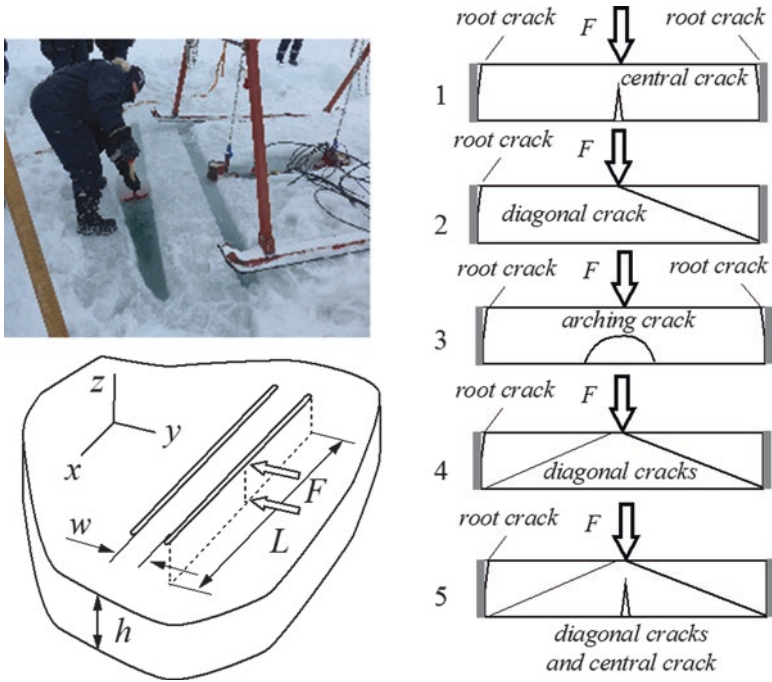 root crack
F
root crack
1
central crack
root crack
F
2
diagonal crack
root crack
F
root crack
3
arching crack
root crack
F
4
diagonal cracks
root crack
F
5
diagonal cracks
and central crack
z
y
x
F
w
L
h